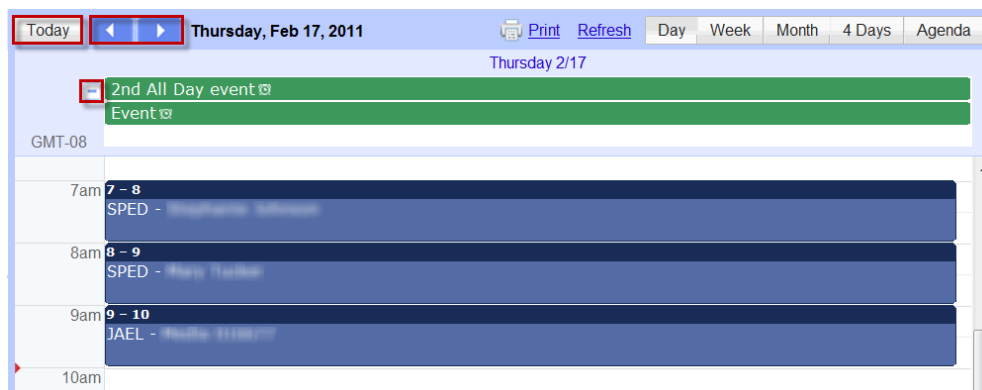 Today Thursday, Feb 17, 2011 Print Refresh Day Week Month 4 Days Agenda
Thursday 2/17
2nd All Day event
Event
GMT-08
7am 7 – 8
SPED -
8am 8 – 9
SPED -
9am 9 – 10
JAEL -
10am